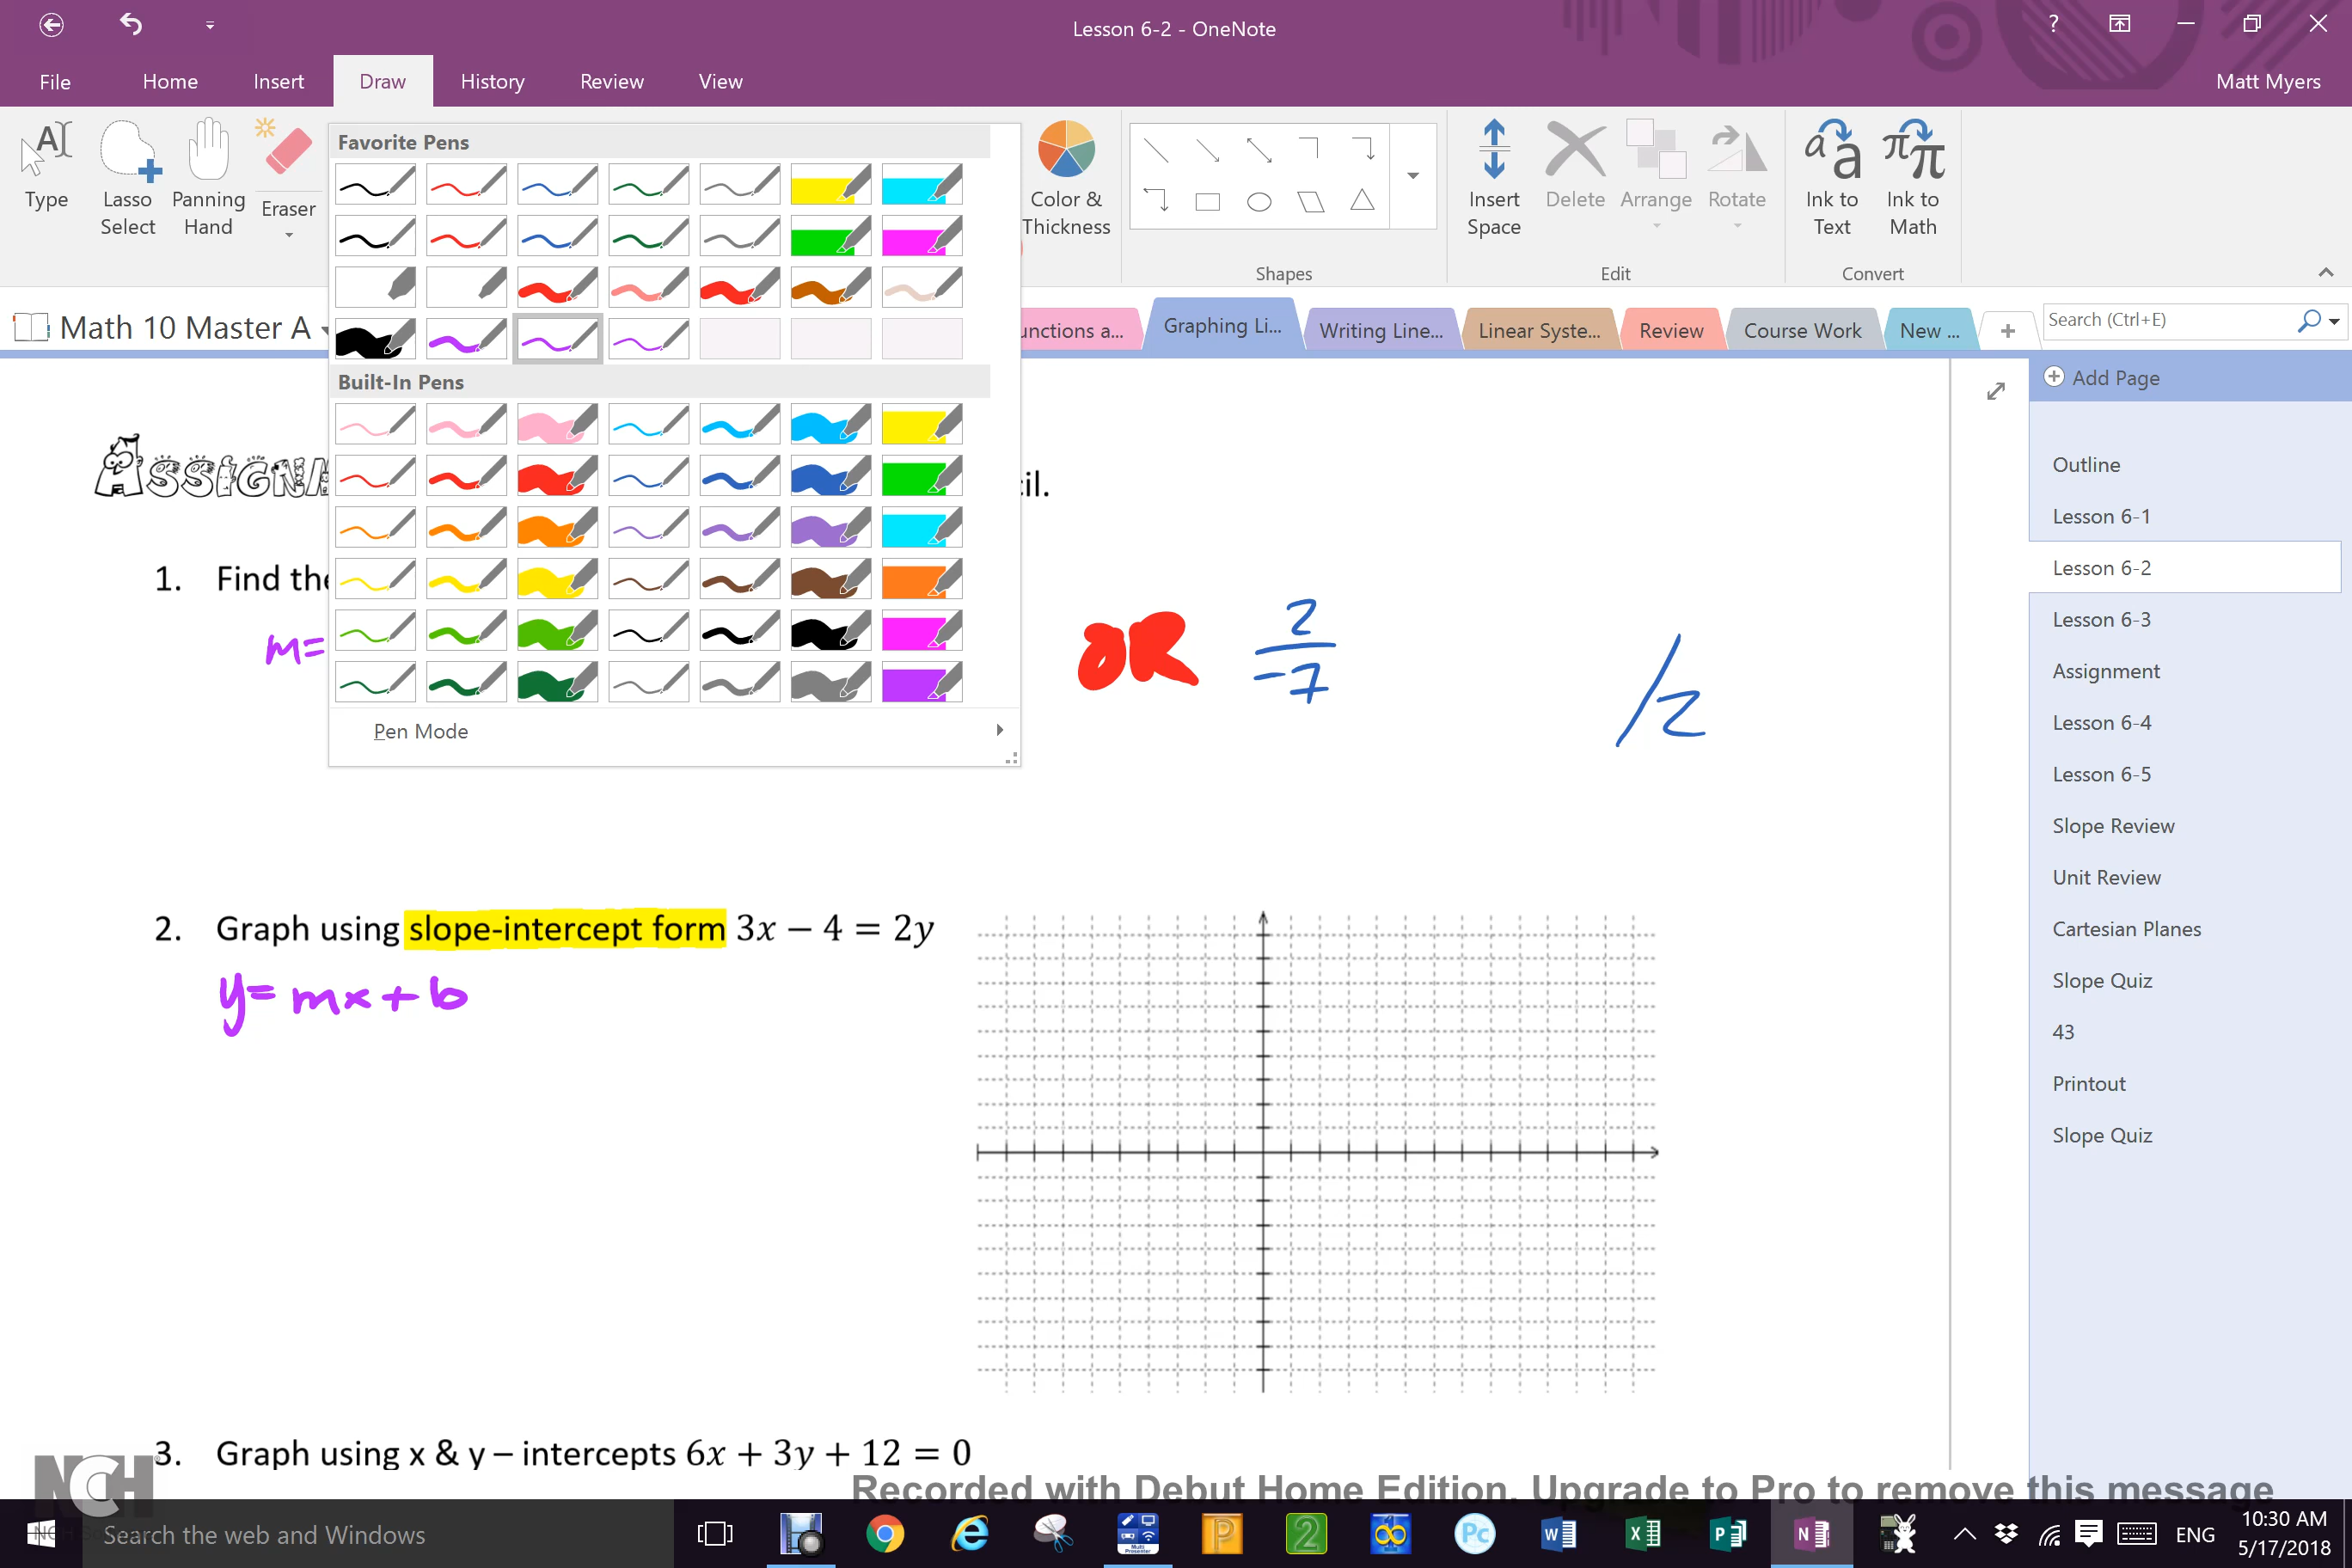 Lesson 6-2 - OneNote
?
File Home Insert Draw History Review View
Matt Myers
Type
Lasso Select
Panning Hand
Eraser
Favorite Pens
Color & Thickness
Shapes
Insert Space
Delete
Arrange
Rotate
Edit
Ink to Text
Ink to Math
Convert
Math 10 Master A
unctions a...
Graphing Li...
Writing Line...
Linear Syste...
Review
Course Work
New ...
Search (Ctrl+E)
Built-In Pens
Pen Mode
Add Page
Outline
Lesson 6-1
Lesson 6-2
Lesson 6-3
Assignment
Lesson 6-4
Lesson 6-5
Slope Review
Unit Review
Cartesian Planes
Slope Quiz
43
Printout
Slope Quiz
il.
1. Find the
m=
OR 2/-7
/2
2. Graph using slope-intercept form 3x − 4 = 2y
y = mx + b
3. Graph using x & y – intercepts 6x + 3y + 12 = 0
NCH
Recorded with Debut Home Edition. Upgrade to Pro to remove this message
Search the web and Windows
ENG
10:30 AM
5/17/2018